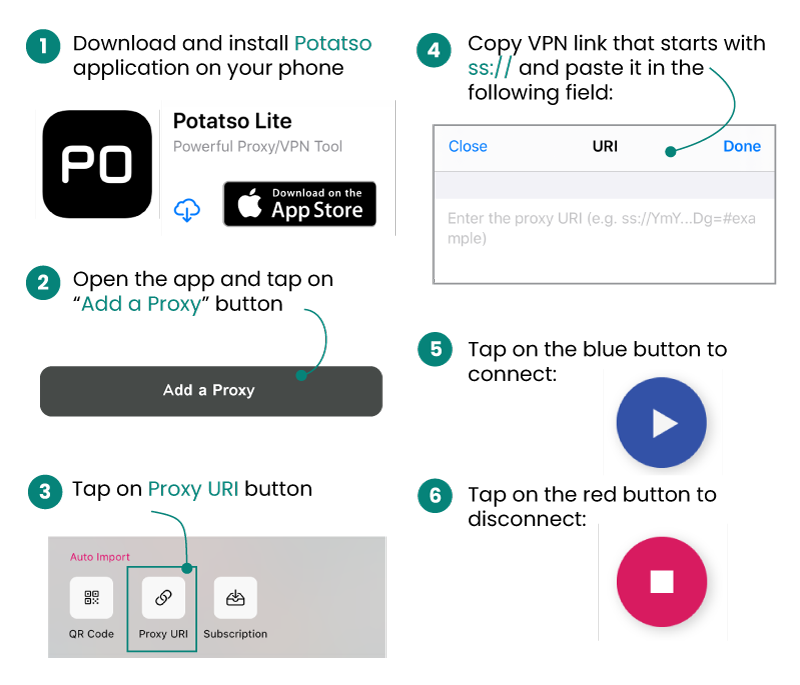 1
Download and install Potatso
application on your phone
PO
Potatso Lite
Powerful Proxy/VPN Tool
Download on the
App Store
2
Open the app and tap on
“Add a Proxy” button
Add a Proxy
3
Tap on Proxy URI button
Auto Import
QR Code
Proxy URI
Subscription
4
Copy VPN link that starts with
ss:// and paste it in the
following field:
Close
URI
Done
Enter the proxy URI (e.g. ss://YmY...Dg=#exa
mple)
5
Tap on the blue button to
connect:
6
Tap on the red button to
disconnect: